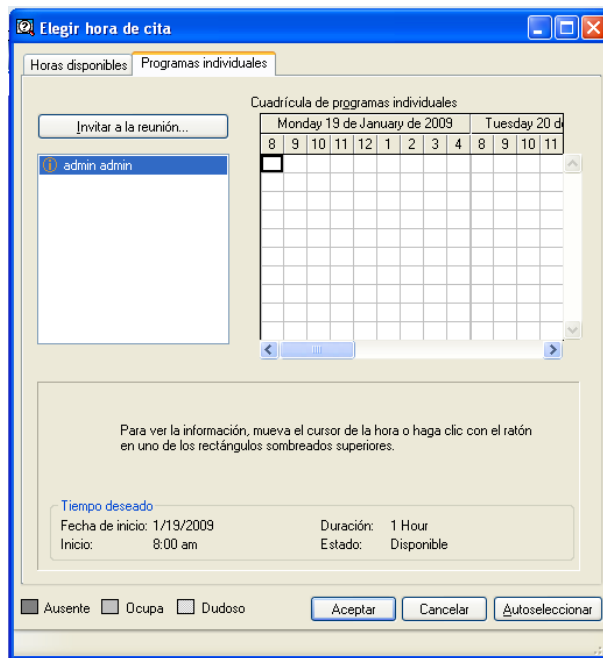 Elegir hora de cita
Horas disponibles Programas individuales
Cuadrícula de programas individuales
Invitar a la reunión...
Monday 19 de January de 2009 Tuesday 20 d
8 9 10 11 12 1 2 3 4 8 9 10 11
admin admin
Para ver la información, mueva el cursor de la hora o haga clic con el ratón
en uno de los rectángulos sombreados superiores.
Tiempo deseado
Fecha de inicio: 1/19/2009 Duración: 1 Hour
Inicio: 8:00 am Estado: Disponible
Ausente Ocupa Dudoso Aceptar Cancelar Autoseleccionar